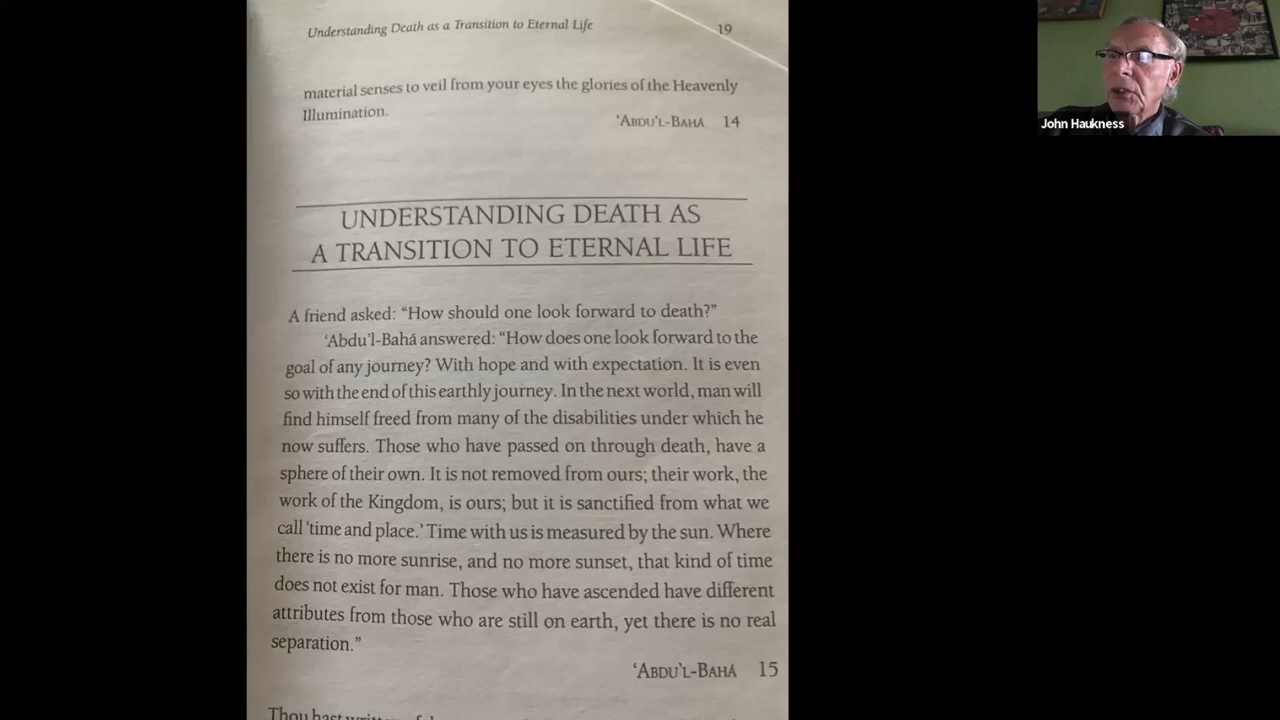 Understanding Death as a Transition to Eternal Life 19
material senses to veil from your eyes the glories of the Heavenly
Illumination.
‘ABDU’L-BAHÁ 14
UNDERSTANDING DEATH AS
A TRANSITION TO ETERNAL LIFE
A friend asked: “How should one look forward to death?”
‘Abdu’l-Bahá answered: “How does one look forward to the
goal of any journey? With hope and with expectation. It is even
so with the end of this earthly journey. In the next world, man will
find himself freed from many of the disabilities under which he
now suffers. Those who have passed on through death, have a
sphere of their own. It is not removed from ours; their work, the
work of the Kingdom, is ours; but it is sanctified from what we
call ‘time and place.’ Time with us is measured by the sun. Where
there is no more sunrise, and no more sunset, that kind of time
does not exist for man. Those who have ascended have different
attributes from those who are still on earth, yet there is no real
separation.”
‘ABDU’L-BAHÁ 15
Thou hast written of
John Haukness